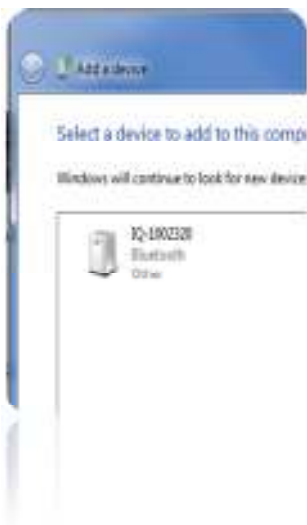 Add a device
Select a device to add to this comp
Windows will continue to look for new device
IQ-1902320
Bluetooth
Other